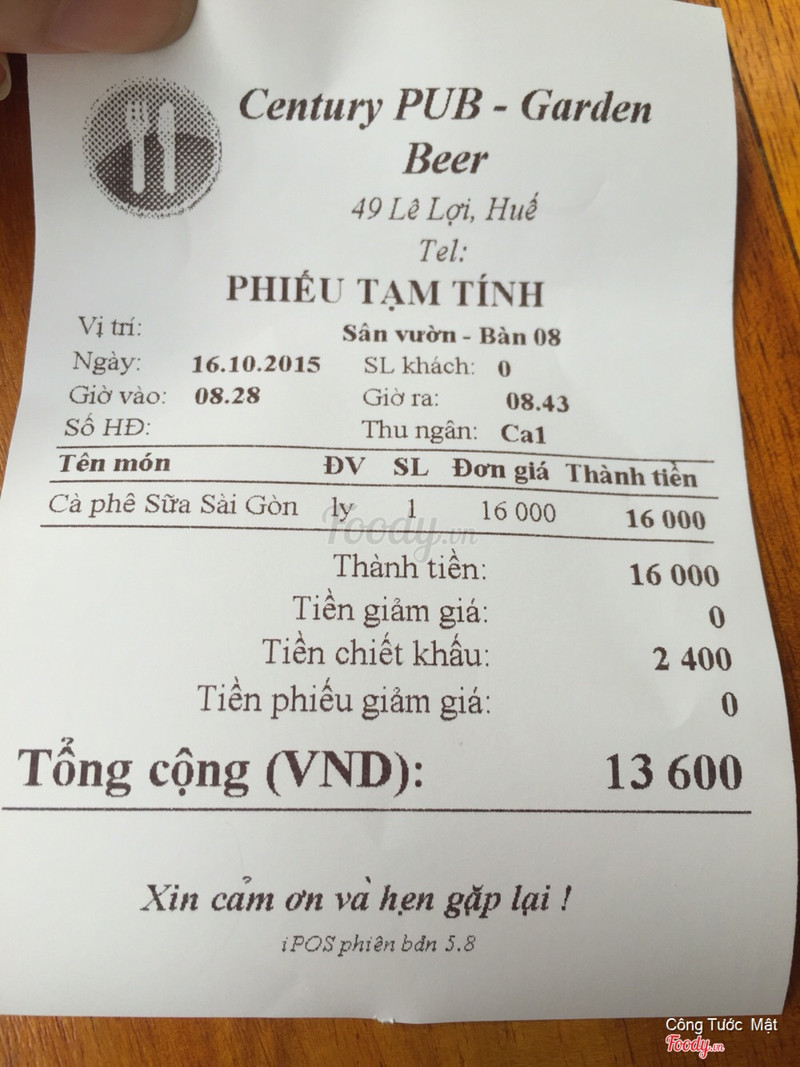 Century PUB - Garden
Beer
49 Lê Lợi, Huế
Tel:
PHIẾU TẠM TÍNH
Vị trí: Sân vườn - Bàn 08
Ngày: 16.10.2015 SL khách: 0
Giờ vào: 08.28 Giờ ra: 08.43
Số HĐ: Thu ngân: Ca1
Tên món ĐV SL Đơn giá Thành tiền
Cà phê Sữa Sài Gòn ly 1 16 000 16 000
Foody.vn
Thành tiền: 16 000
Tiền giảm giá: 0
Tiền chiết khấu: 2 400
Tiền phiếu giảm giá: 0
Tổng cộng (VND): 13 600
Xin cảm ơn và hẹn gặp lại !
iPOS phiên bản 5.8
Công Tước Mật
Foody.vn